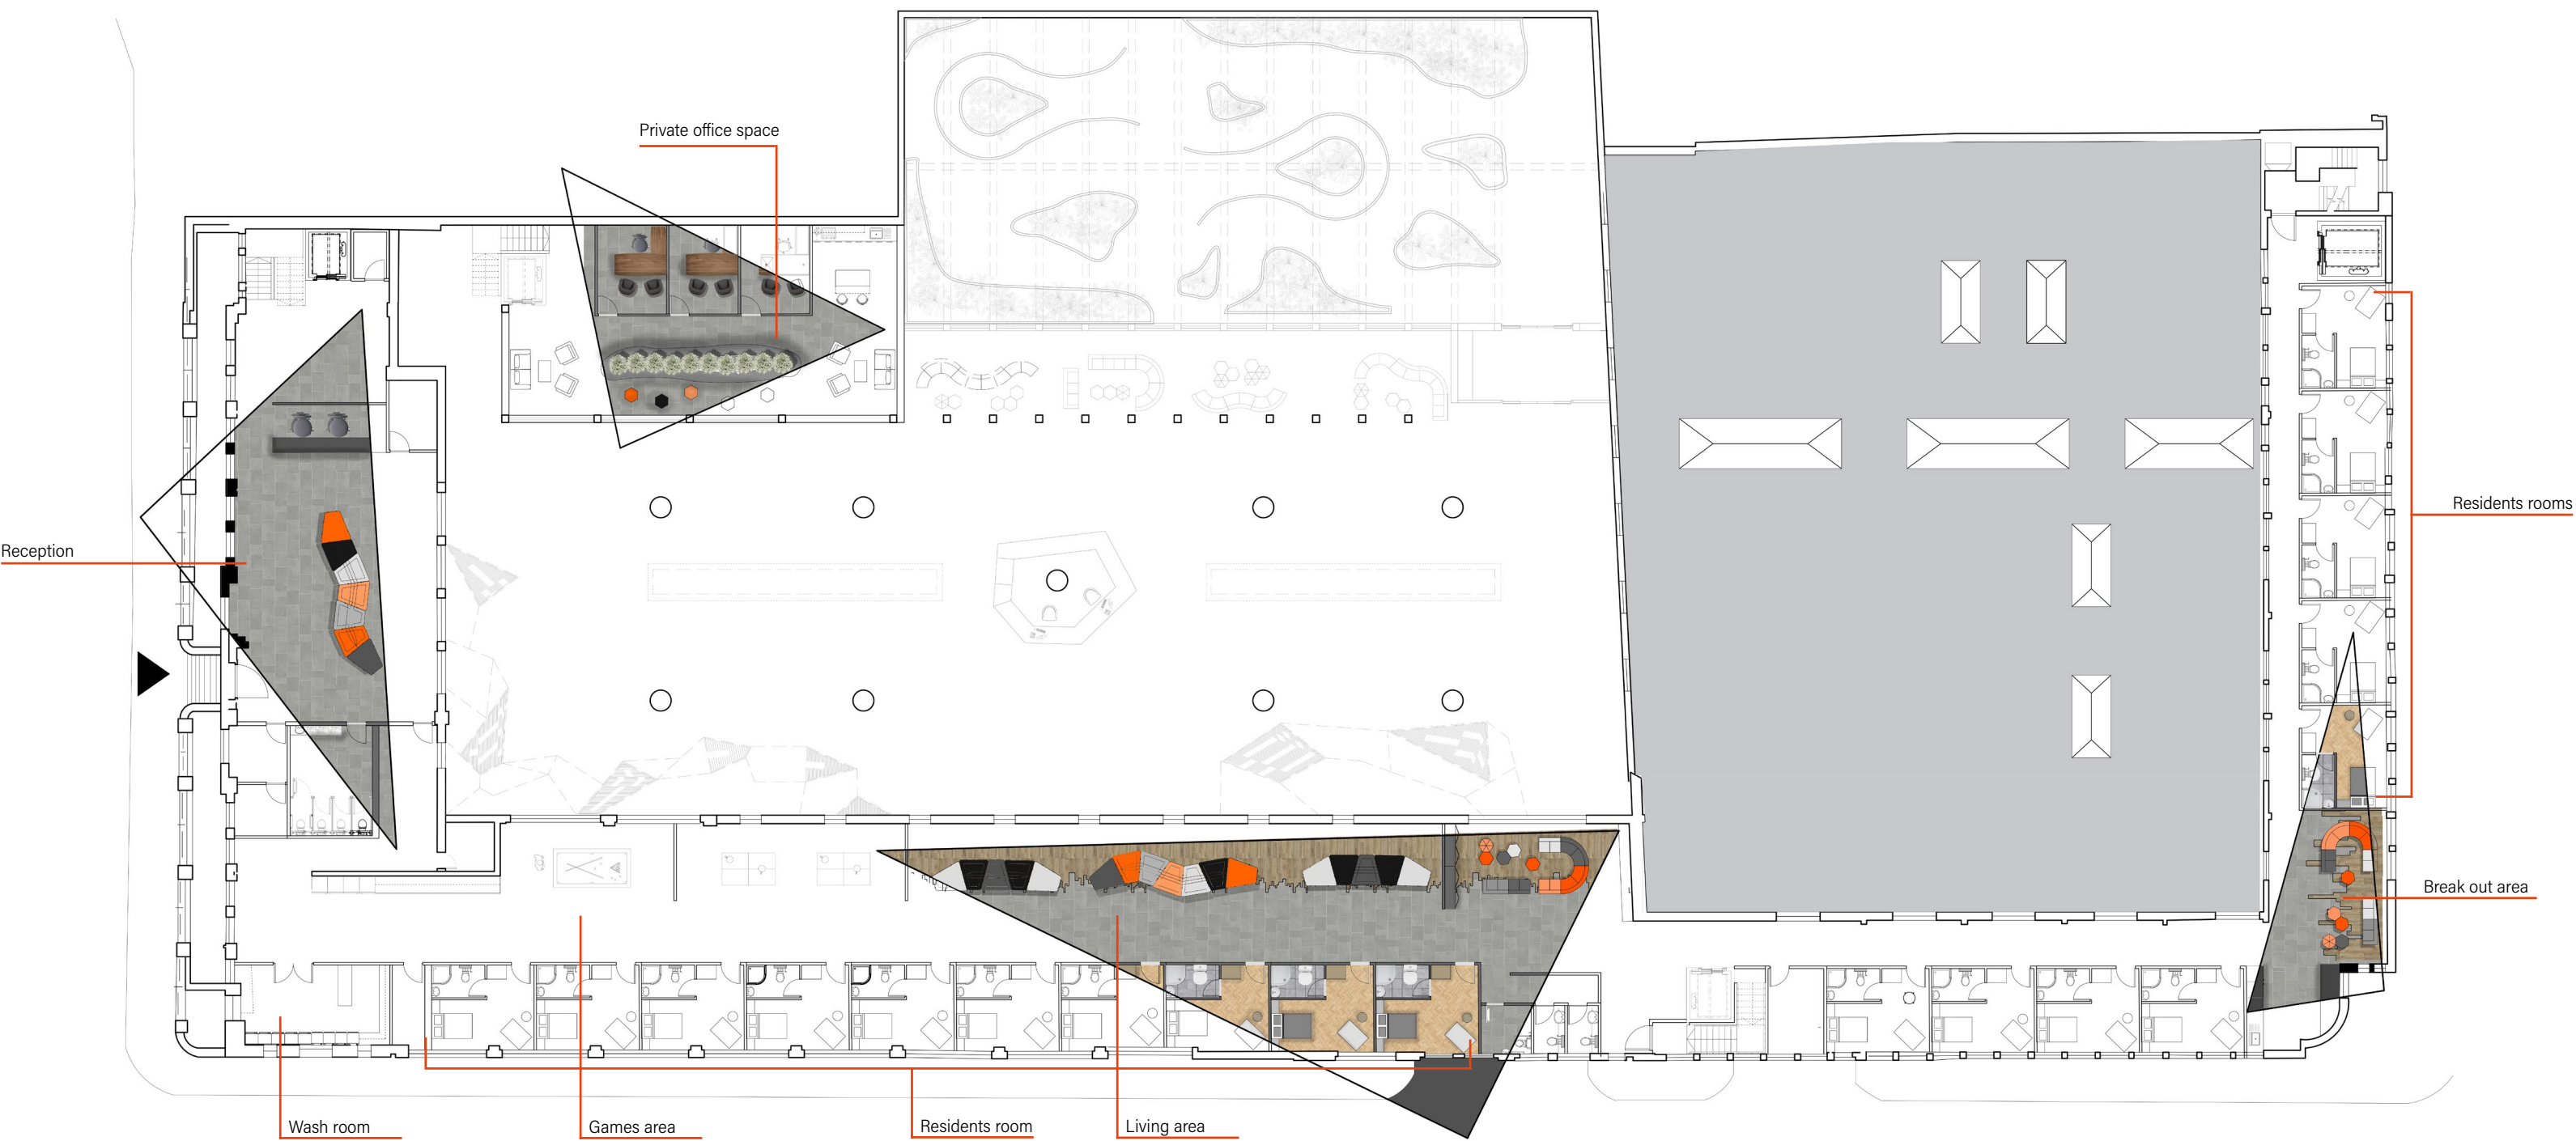 Private office space
Residents rooms
Reception
Break out area
Wash room
Games area
Residents room
Living area